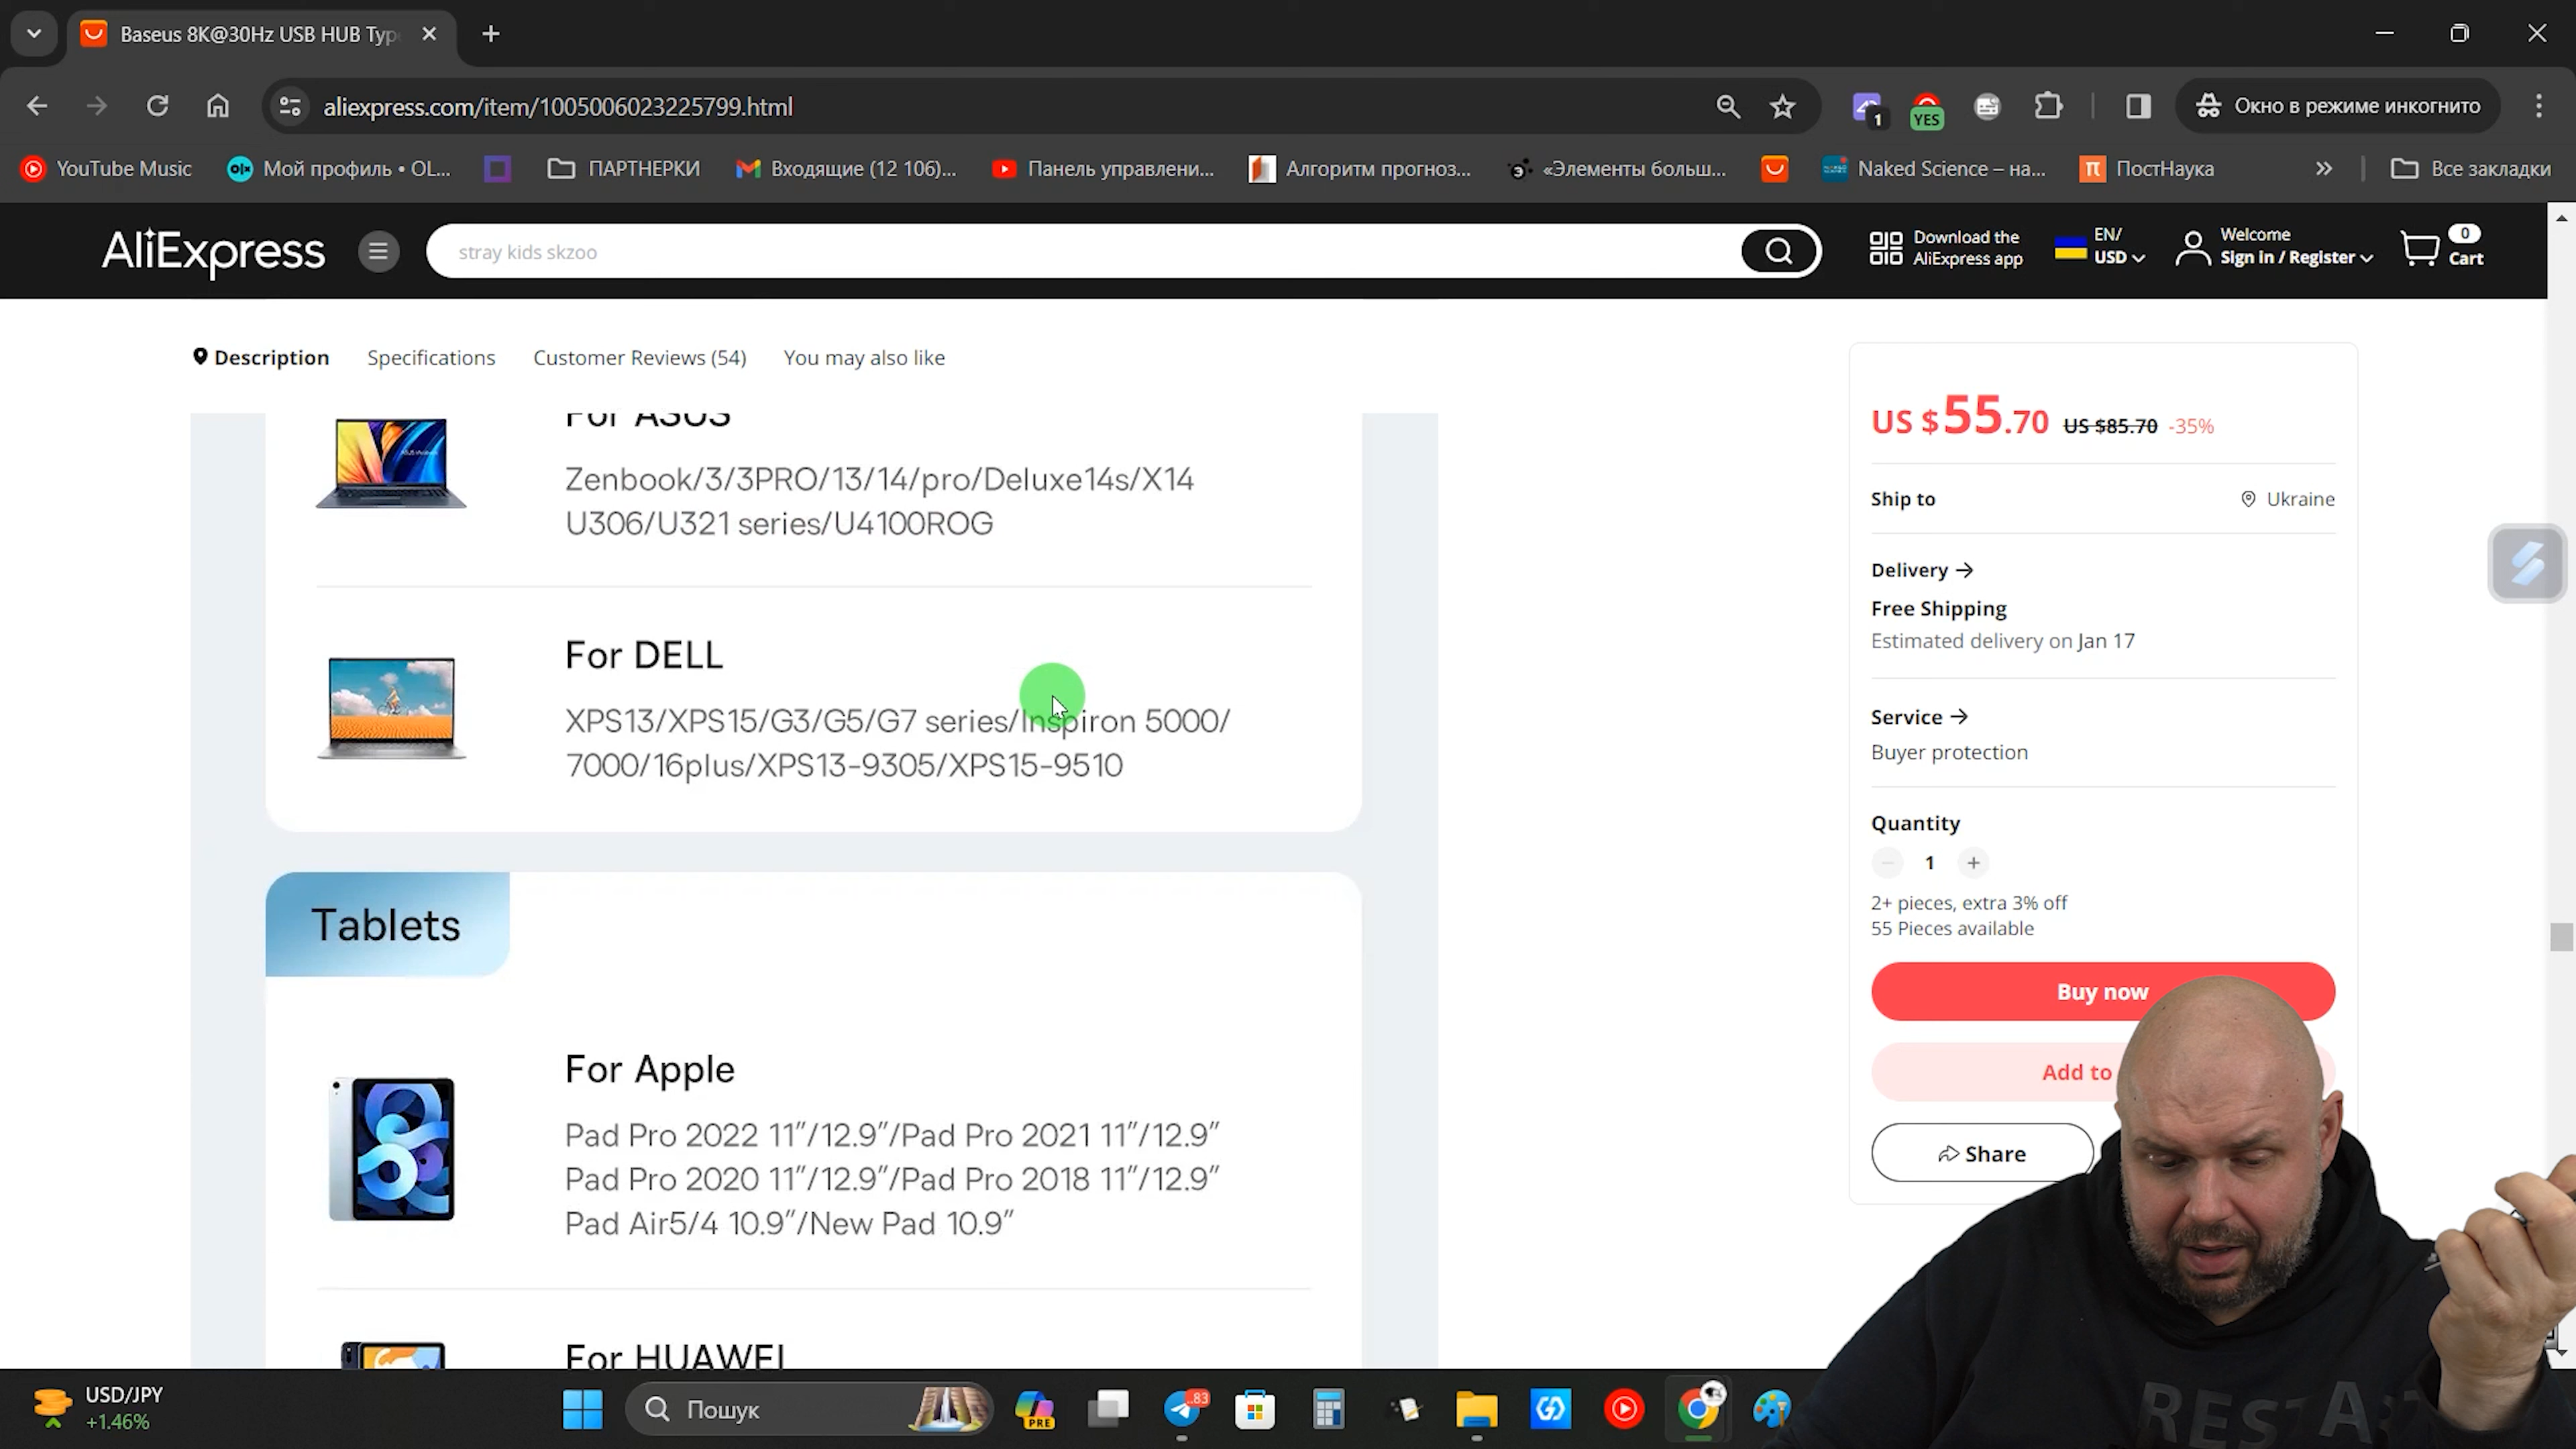 Baseus 8K@30Hz USB HUB Typ
aliexpress.com/item/1005006023225799.html
1
YES
Окно в режиме инкогнито
YouTube Music
Мой профиль • OL...
ПАРТНЕРКИ
Входящие (12 106)...
Панель управлени...
Алгоритм прогноз...
«Элементы больш...
Naked Science – на...
ПостНаука
Все закладки
AliExpress
stray kids skzoo
Download the
AliExpress app
EN/
USD
Welcome
Sign in / Register
0
Cart
Description
Specifications
Customer Reviews (54)
You may also like
For ASUS
Zenbook/3/3PRO/13/14/pro/Deluxe14s/X14
U306/U321 series/U4100ROG
For DELL
XPS13/XPS15/G3/G5/G7 series/Inspiron 5000/
7000/16plus/XPS13-9305/XPS15-9510
Tablets
For Apple
Pad Pro 2022 11″/12.9″/Pad Pro 2021 11″/12.9″
Pad Pro 2020 11″/12.9″/Pad Pro 2018 11″/12.9″
Pad Air5/4 10.9″/New Pad 10.9″
For HUAWEI
US $55.70 US $85.70 -35%
Ship to
Ukraine
Delivery
Free Shipping
Estimated delivery on Jan 17
Service
Buyer protection
Quantity
1
2+ pieces, extra 3% off
55 Pieces available
Buy now
Add to
Share
USD/JPY
+1.46%
Пошук
PRE
...83